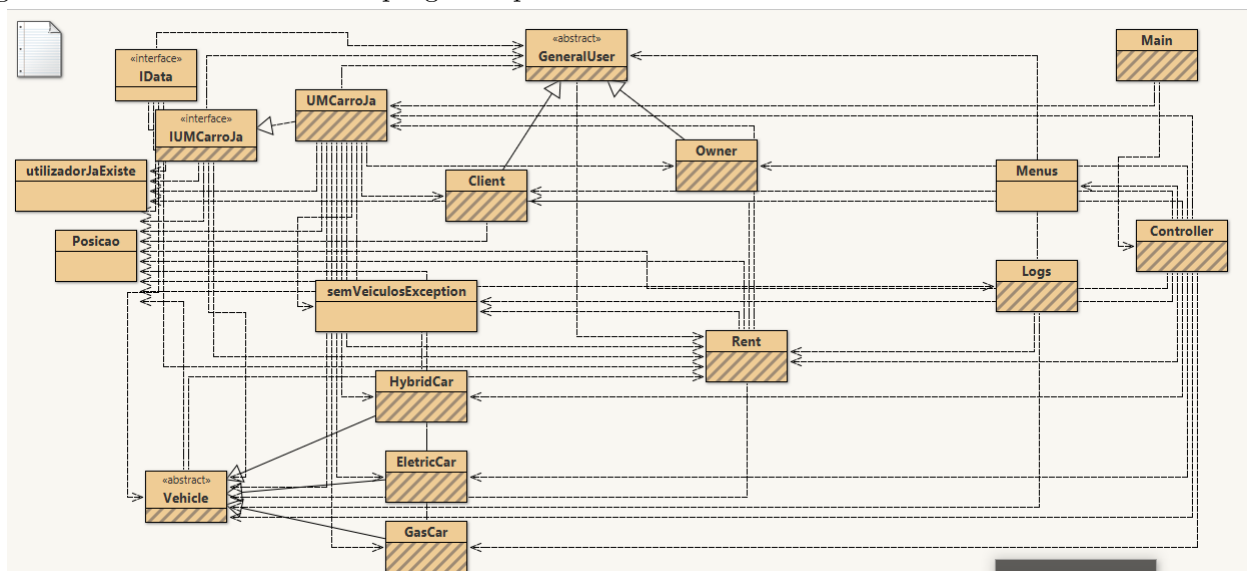 «abstract»
GeneralUser
Main
«interface»
IData
UMCarroJa
«interface»
IUMCarroJa
Owner
utilizadorJaExiste
Client
Menus
Posicao
Controller
Logs
semVeiculosException
Rent
HybridCar
EletricCar
«abstract»
Vehicle
GasCar